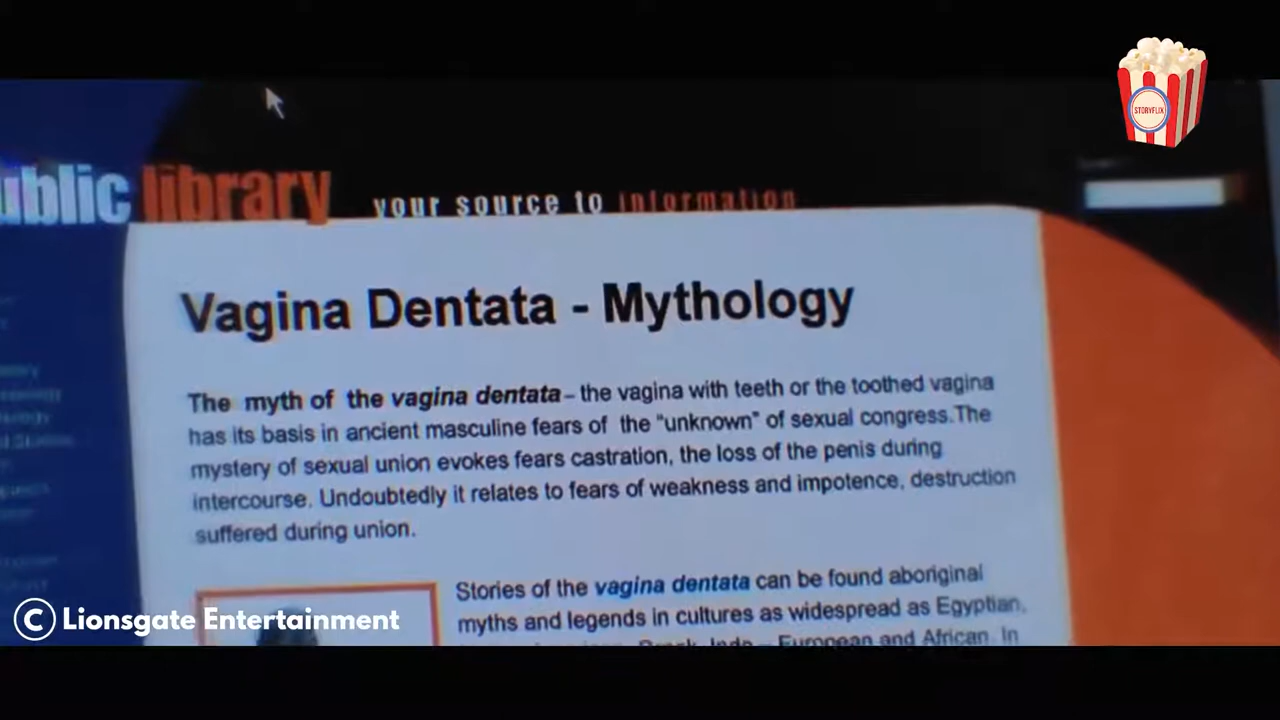 STORYFLIX
ublic library your source to information
Vagina Dentata - Mythology
The myth of the vagina dentata – the vagina with teeth or the toothed vagina
has its basis in ancient masculine fears of the "unknown" of sexual congress.The
mystery of sexual union evokes fears castration, the loss of the penis during
intercourse. Undoubtedly it relates to fears of weakness and impotence, destruction
suffered during union.
Stories of the vagina dentata can be found aboriginal
myths and legends in cultures as widespread as Egyptian,
European and African. In
© Lionsgate Entertainment